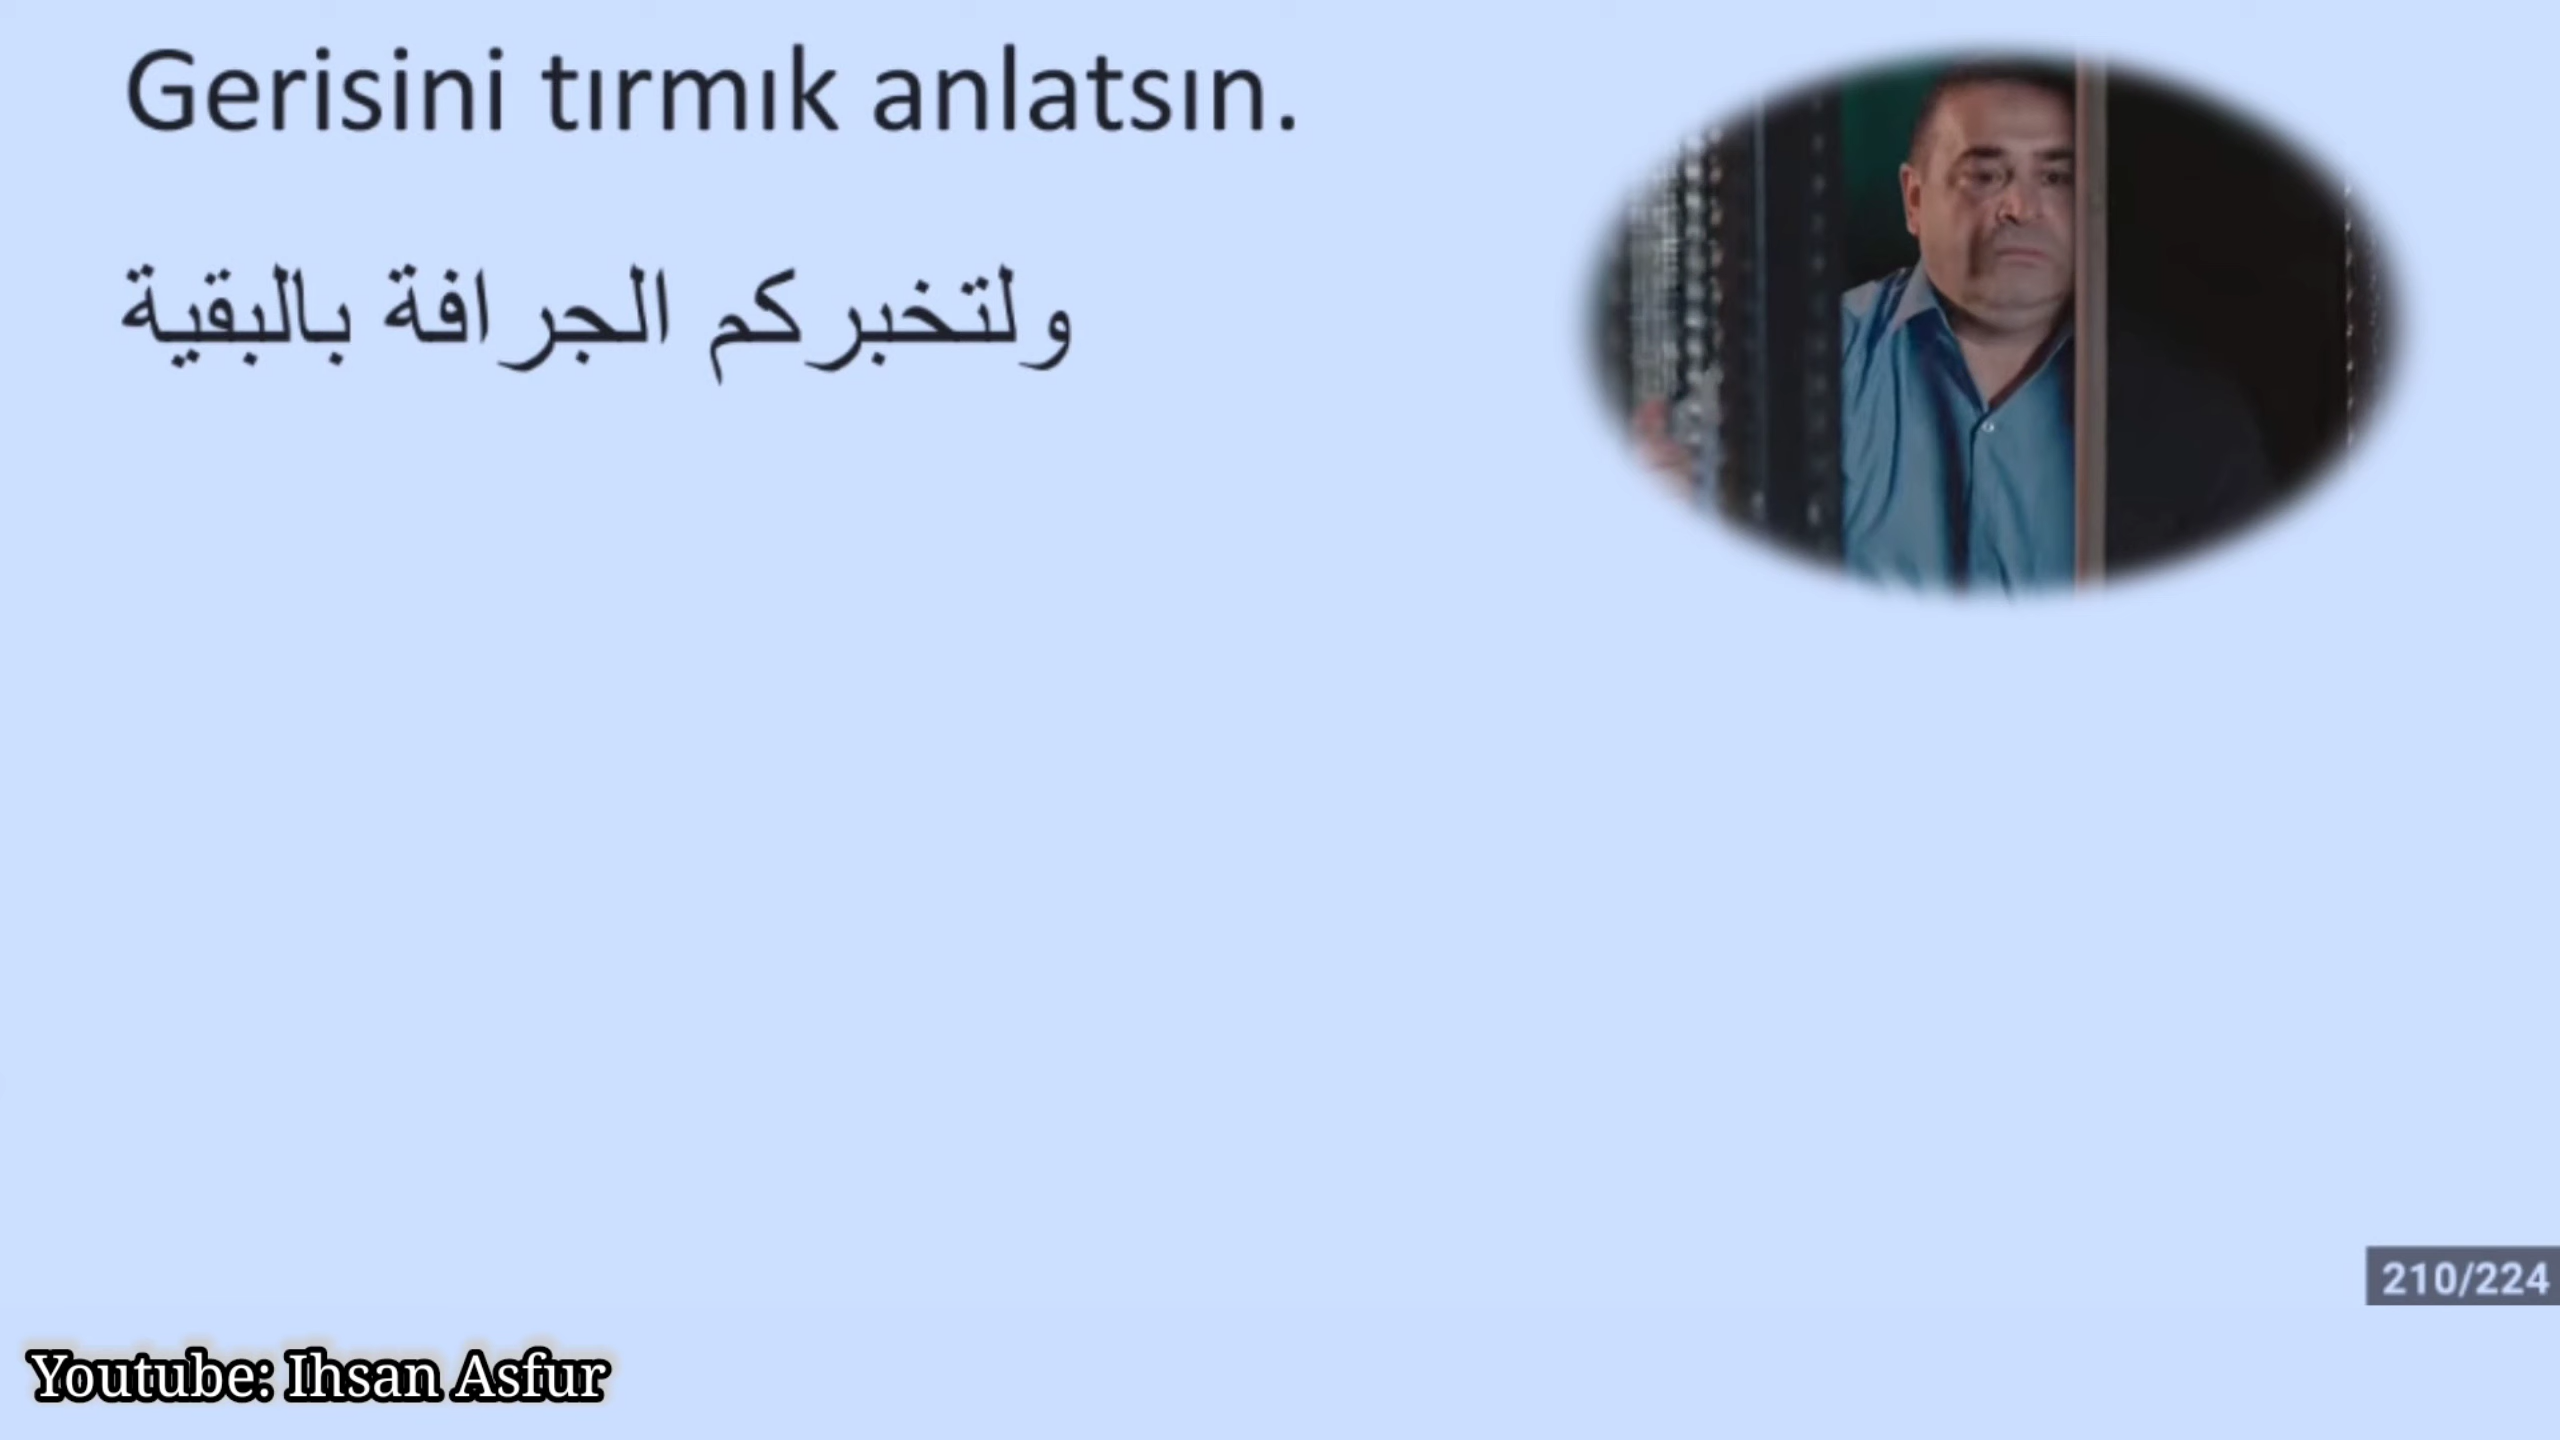 Gerisini tırmık anlatsın.
ولتخبركم الجرافة بالبقية
210/224
Youtube: Ihsan Asfur